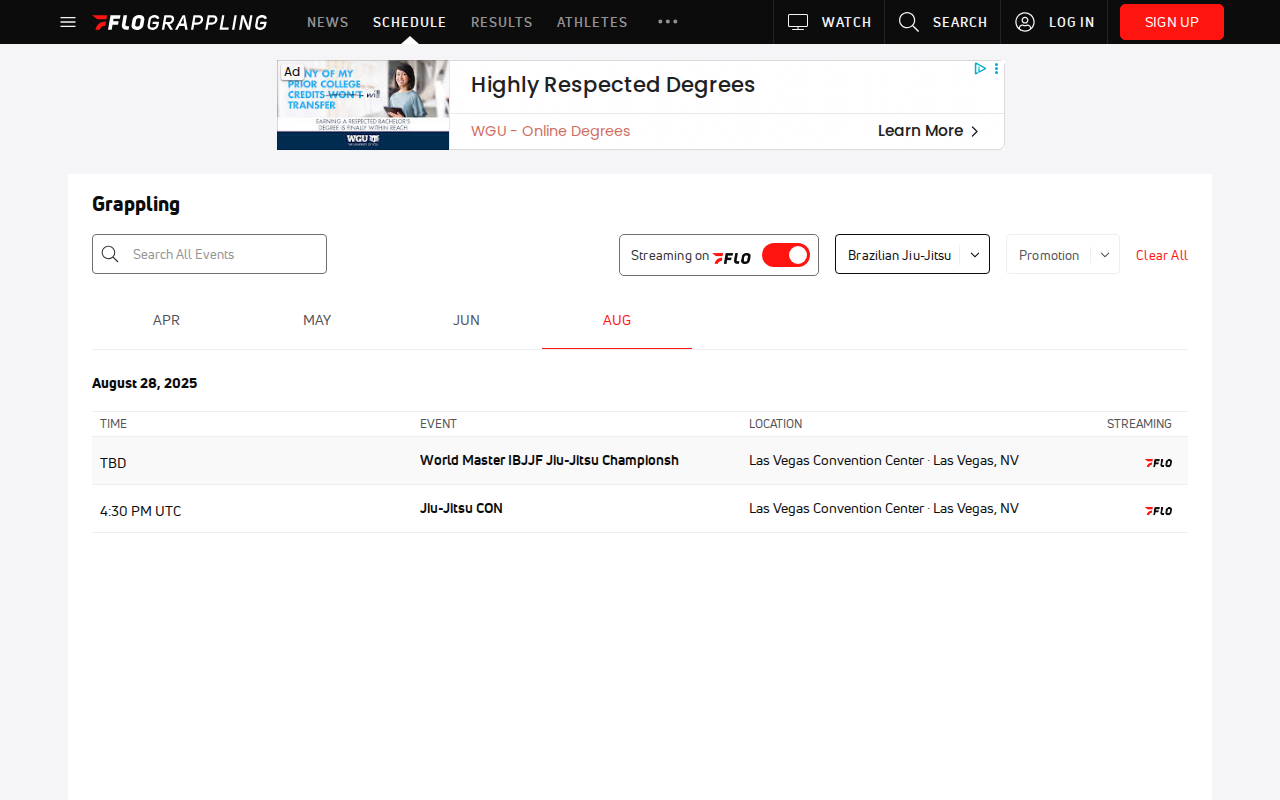 FLOGRAPPLING NEWS SCHEDULE RESULTS ATHLETES ••• WATCH SEARCH LOG IN SIGN UP
Ad
NY OF MY
PRIOR COLLEGE
CREDITS WON'T will
TRANSFER
EARNING A RESPECTED BACHELOR'S
DEGREE IS FINALLY WITHIN REACH
WGU
Highly Respected Degrees
WGU - Online Degrees
Learn More
Grappling
Search All Events
Streaming on FLO
Brazilian Jiu-Jitsu
Promotion
Clear All
APR MAY JUN AUG
August 28, 2025
TIME EVENT LOCATION STREAMING
TBD World Master IBJJF Jiu-Jitsu Championsh Las Vegas Convention Center · Las Vegas, NV FLO
4:30 PM UTC Jiu-Jitsu CON Las Vegas Convention Center · Las Vegas, NV FLO